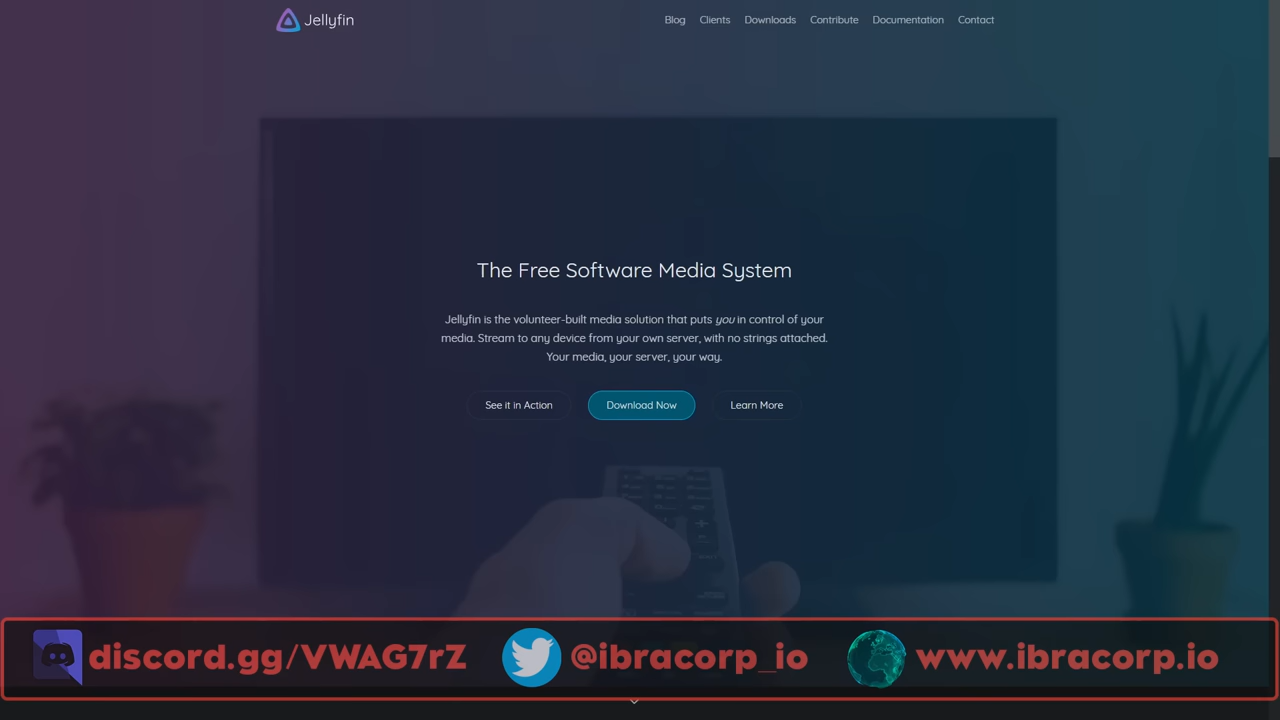 Jellyfin
Blog Clients Downloads Contribute Documentation Contact
The Free Software Media System
Jellyfin is the volunteer-built media solution that puts you in control of your
media. Stream to any device from your own server, with no strings attached.
Your media, your server, your way.
See it in Action Download Now Learn More
discord.gg/VWAG7rZ @ibracorp_io www.ibracorp.io